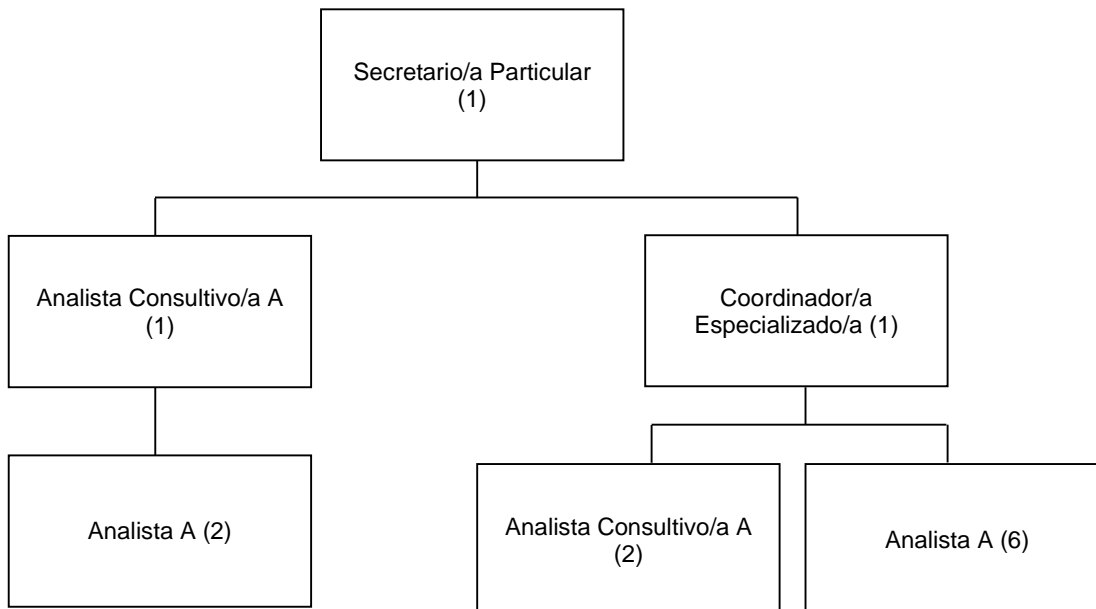 Secretario/a Particular
(1)
Analista Consultivo/a A
(1)
Coordinador/a
Especializado/a (1)
Analista A (2)
Analista Consultivo/a A
(2)
Analista A (6)